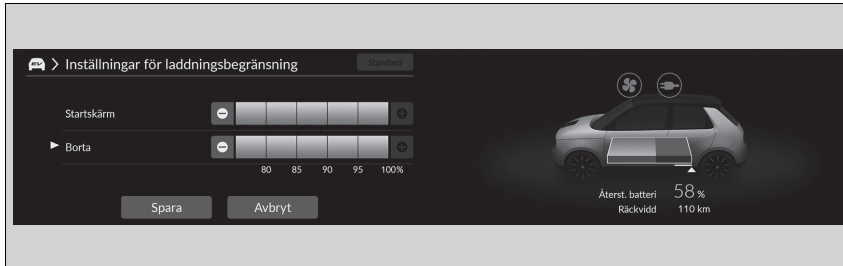 Inställningar för laddningsbegränsning
Standard
Startskärm
Borta
80 85 90 95 100%
Spara Avbryt
Återst. batteri 58 %
Räckvidd 110 km